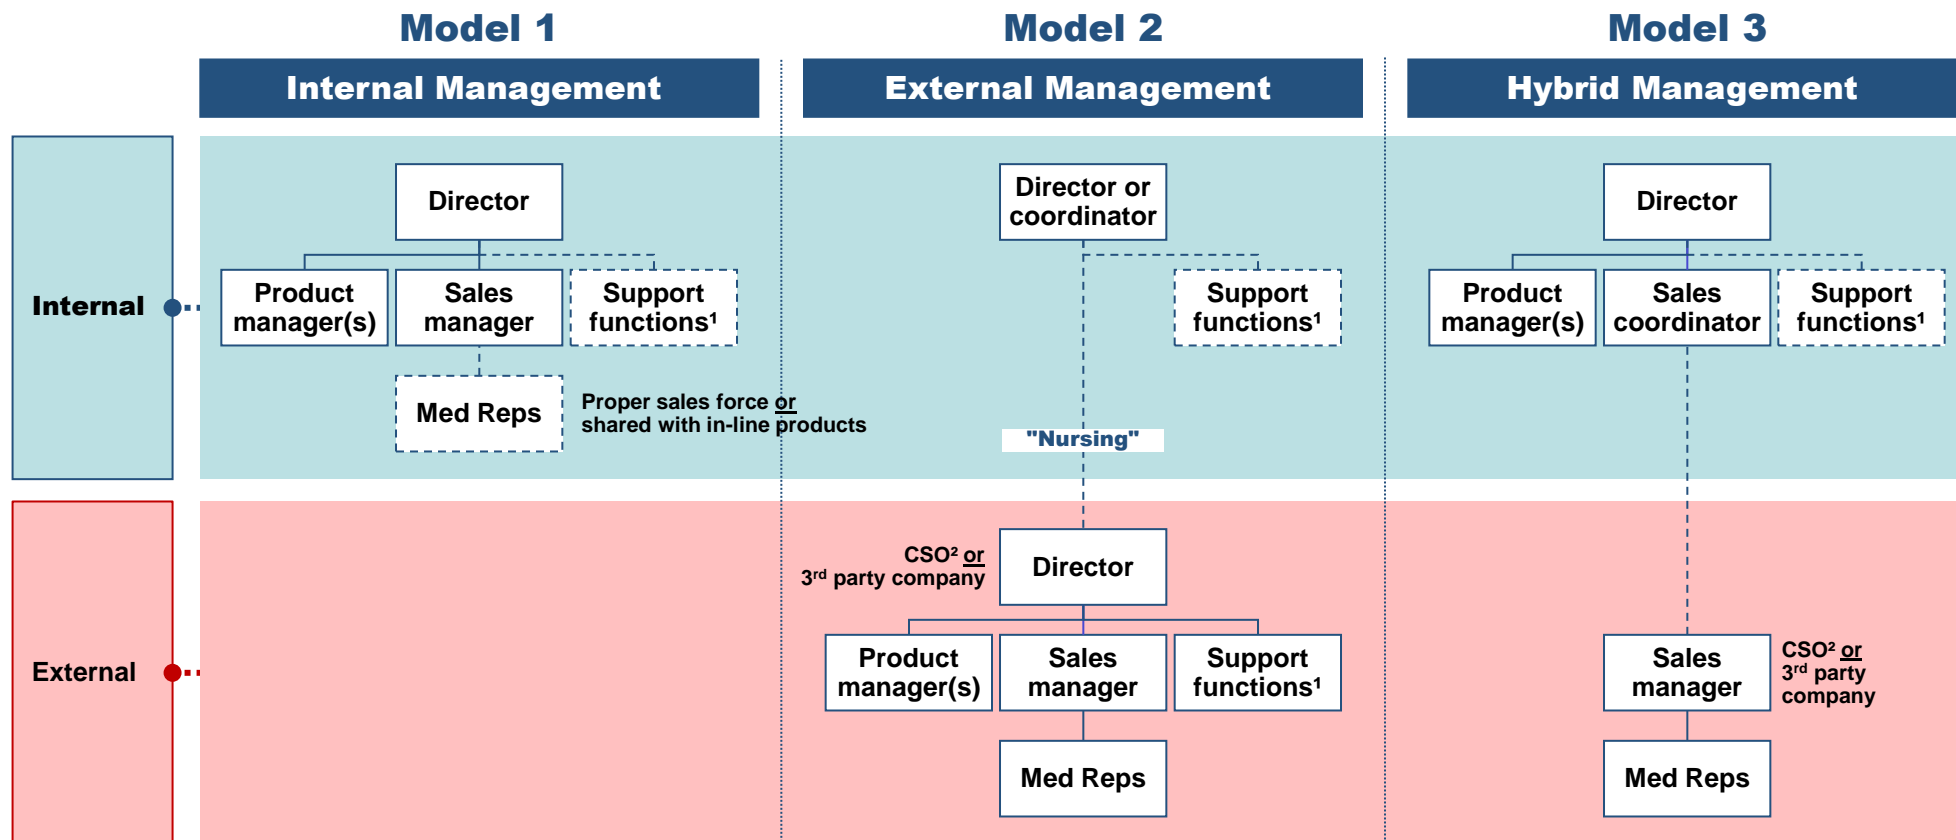 Model 1
Model 2
Model 3
Internal Management
External Management
Hybrid Management
Internal
Director
Product
manager(s)
Sales
manager
Support
functions¹
Med Reps
Proper sales force or
shared with in-line products
Director or
coordinator
Support
functions¹
"Nursing"
Director
Product
manager(s)
Sales
coordinator
Support
functions¹
External
CSO² or
3rd party company
Director
Product
manager(s)
Sales
manager
Support
functions¹
Med Reps
Sales
manager
CSO² or
3rd party
company
Med Reps